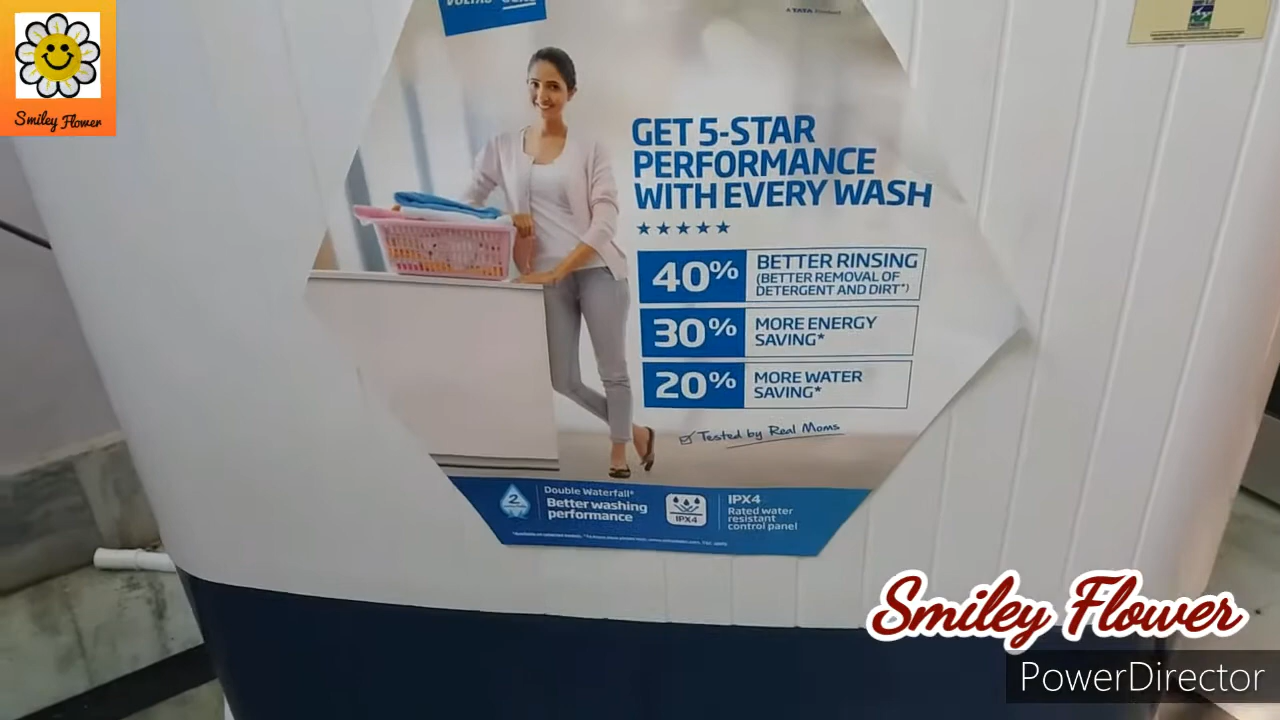 Smiley Flower
VOLTAS
A TATA Product
GET 5-STAR
PERFORMANCE
WITH EVERY WASH
40% BETTER RINSING
(BETTER REMOVAL OF
DETERGENT AND DIRT*)
30% MORE ENERGY
SAVING*
20% MORE WATER
SAVING*
Tested by Real Moms
2
Double Waterfall*
Better washing
performance
IPX4
IPX4
Rated water
resistant
control panel
Smiley Flower
PowerDirector